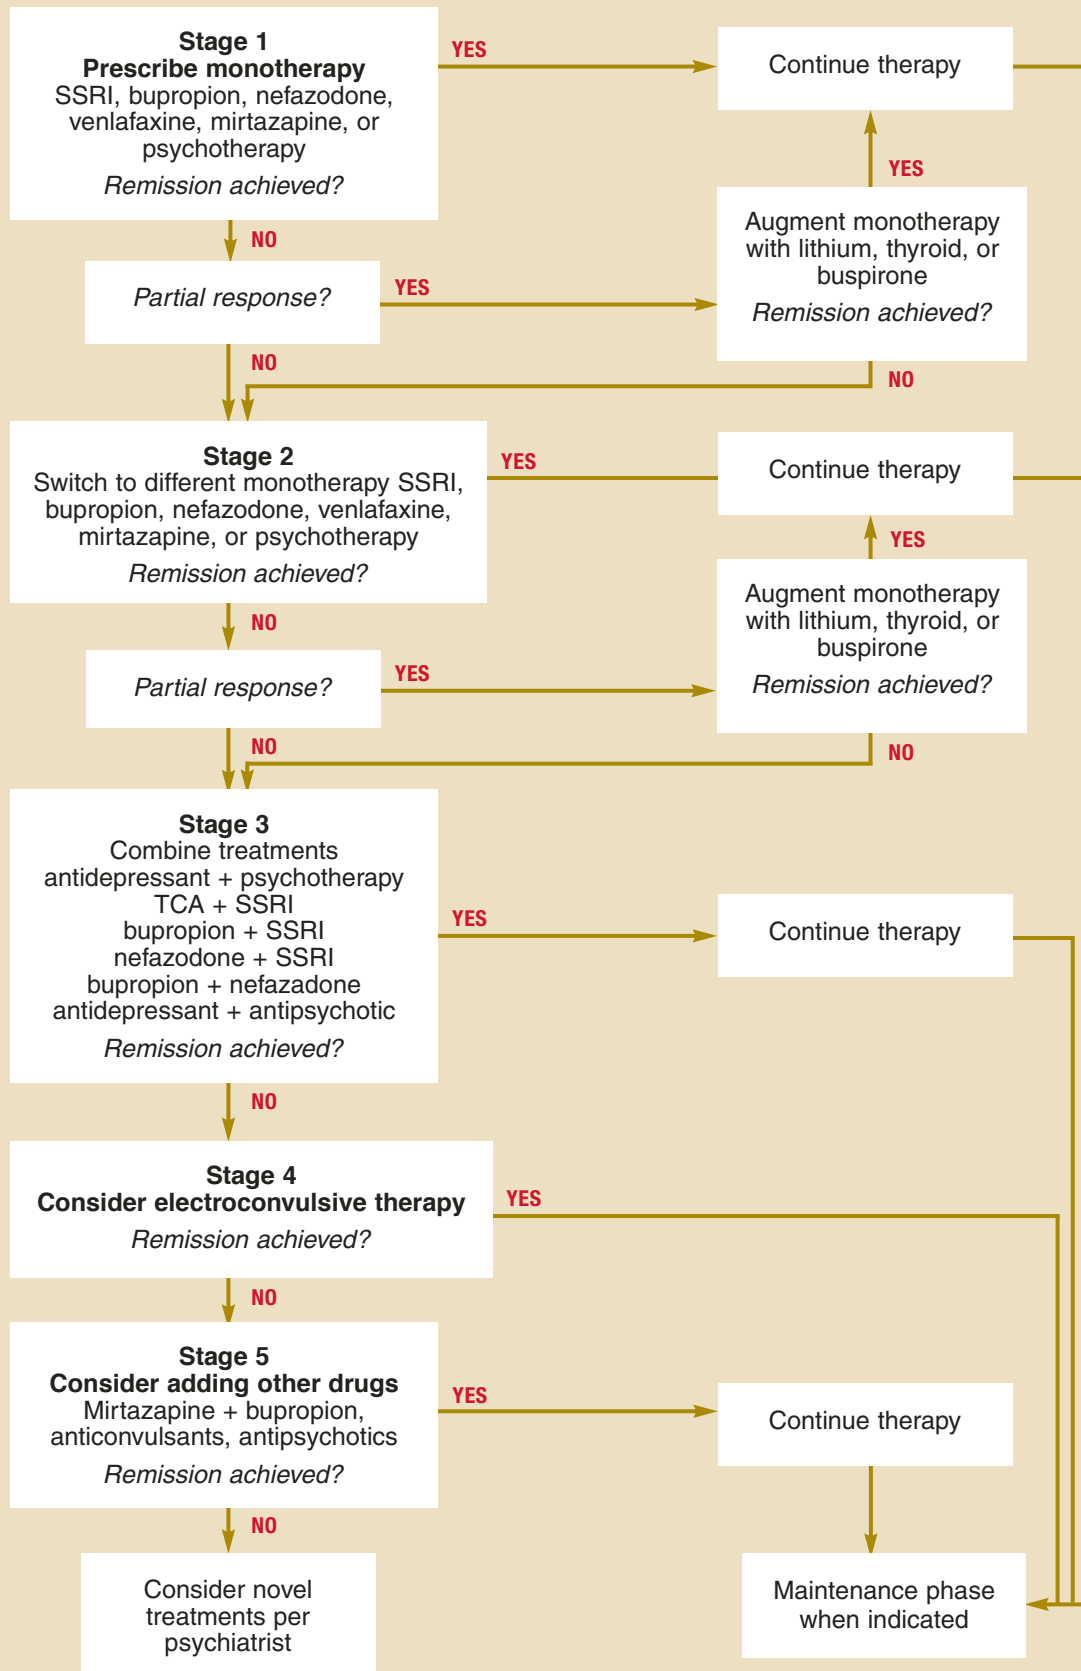 Stage 1
Prescribe monotherapy
SSRI, bupropion, nefazodone,
venlafaxine, mirtazapine, or
psychotherapy
Remission achieved?
YES
Continue therapy
NO
YES
Partial response?
YES
Augment monotherapy
with lithium, thyroid, or
buspirone
Remission achieved?
NO
NO
Stage 2
Switch to different monotherapy SSRI,
bupropion, nefazodone, venlafaxine,
mirtazapine, or psychotherapy
Remission achieved?
YES
Continue therapy
NO
YES
Partial response?
YES
Augment monotherapy
with lithium, thyroid, or
buspirone
Remission achieved?
NO
NO
Stage 3
Combine treatments
antidepressant + psychotherapy
TCA + SSRI
bupropion + SSRI
nefazodone + SSRI
bupropion + nefazadone
antidepressant + antipsychotic
Remission achieved?
YES
Continue therapy
NO
Stage 4
Consider electroconvulsive therapy
Remission achieved?
YES
NO
Stage 5
Consider adding other drugs
Mirtazapine + bupropion,
anticonvulsants, antipsychotics
Remission achieved?
YES
Continue therapy
NO
Consider novel
treatments per
psychiatrist
Maintenance phase
when indicated